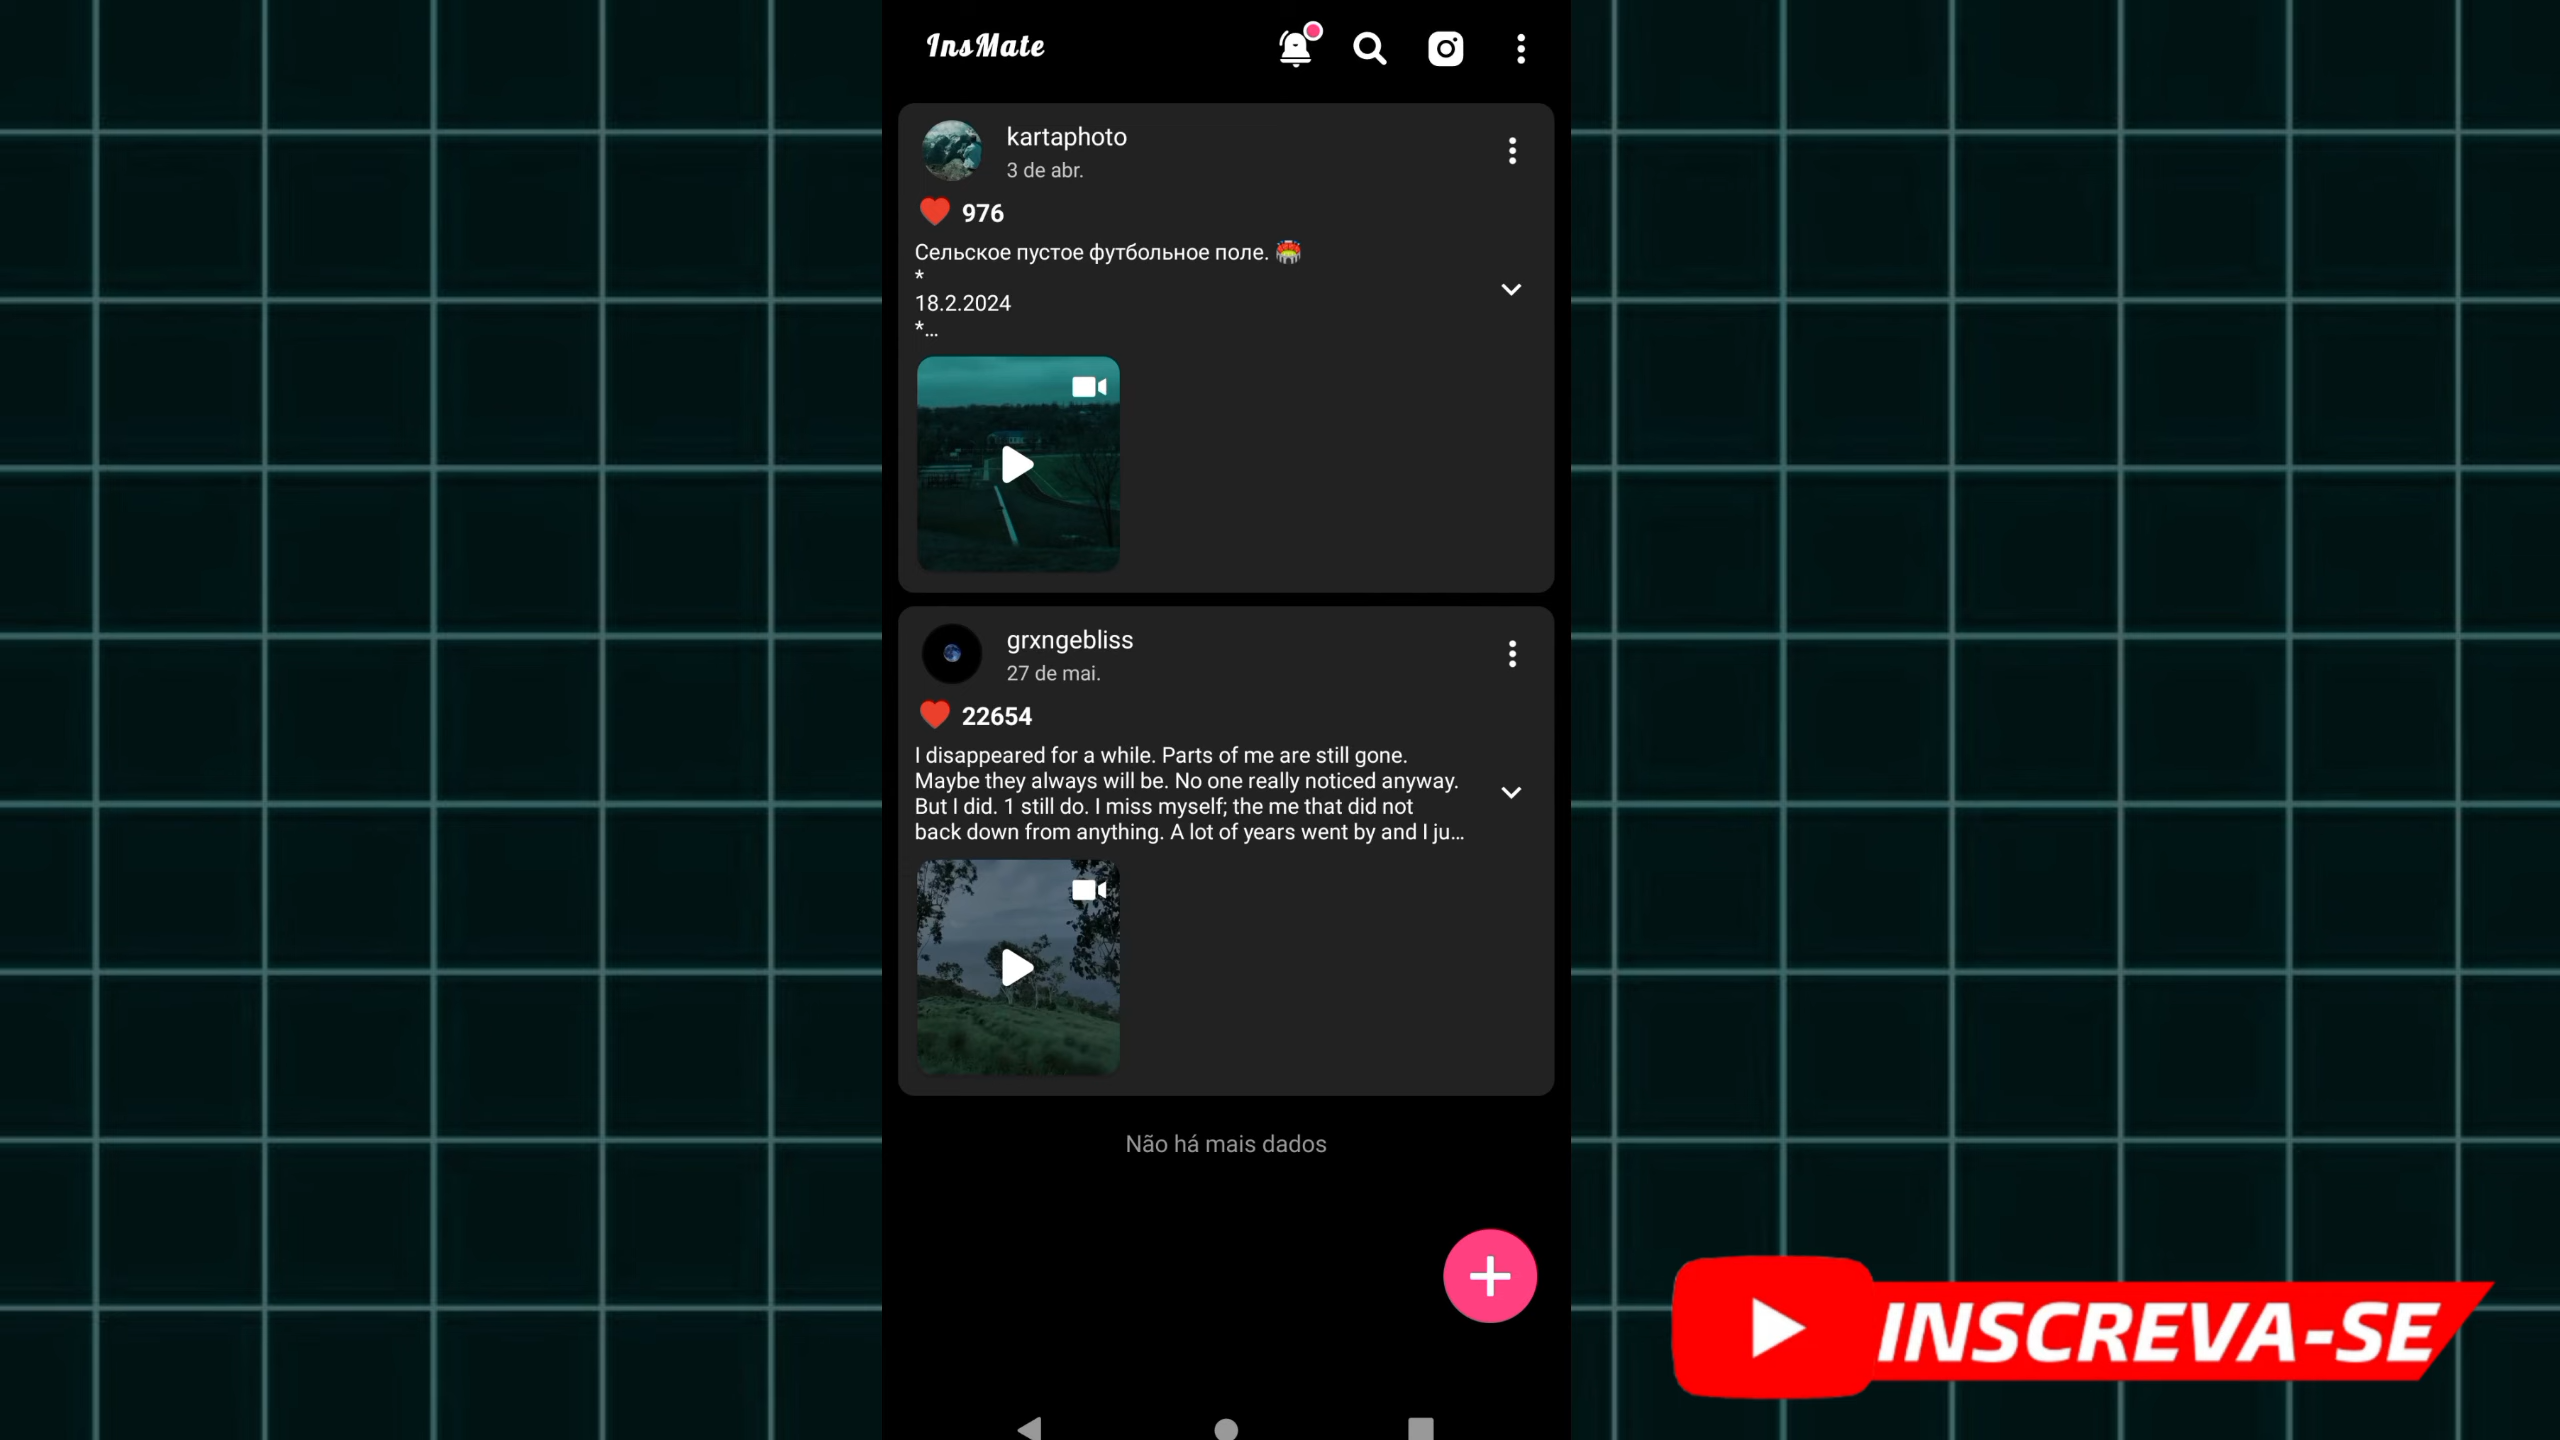 InsMate
kartaphoto
3 de abr.
976
Сельское пустое футбольное поле.
*
18.2.2024
*...
grxngebliss
27 de mai.
22654
I disappeared for a while. Parts of me are still gone.
Maybe they always will be. No one really noticed anyway.
But I did. 1 still do. I miss myself; the me that did not
back down from anything. A lot of years went by and I ju...
Não há mais dados
INSCREVA-SE